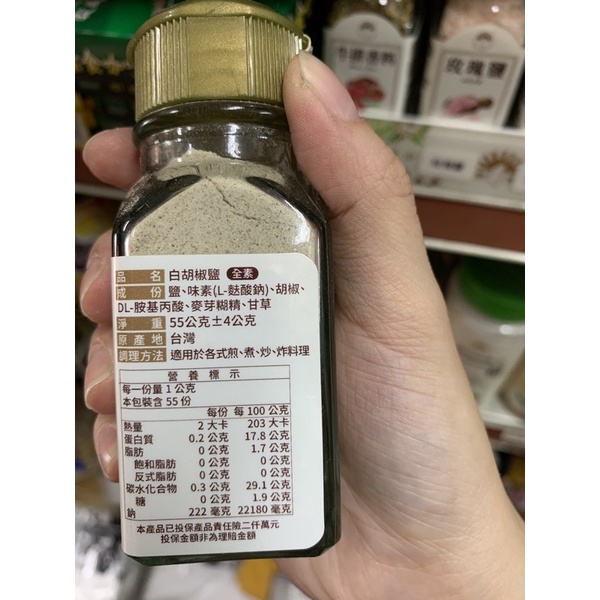 玫瑰鹽
品名 白胡椒鹽 全素
成份 鹽、味素(L-麩酸鈉)、胡椒、
DL-胺基丙酸、麥芽糊精、甘草
淨重 55公克±4公克
原產地 台灣
調理方法 適用於各式煎、煮、炒、炸料理
營養標示
每一份量 1 公克
本包裝含 55 份
每份 每 100 公克
熱量 2 大卡 203 大卡
蛋白質 0.2 公克 17.8 公克
脂肪 0 公克 1.7 公克
飽和脂肪 0 公克 0 公克
反式脂肪 0 公克 0 公克
碳水化合物 0.3 公克 29.1 公克
糖 0 公克 1.9 公克
鈉 222 毫克 22180 毫克
本產品已投保產品責任險二仟萬元
投保金額非為理賠金額